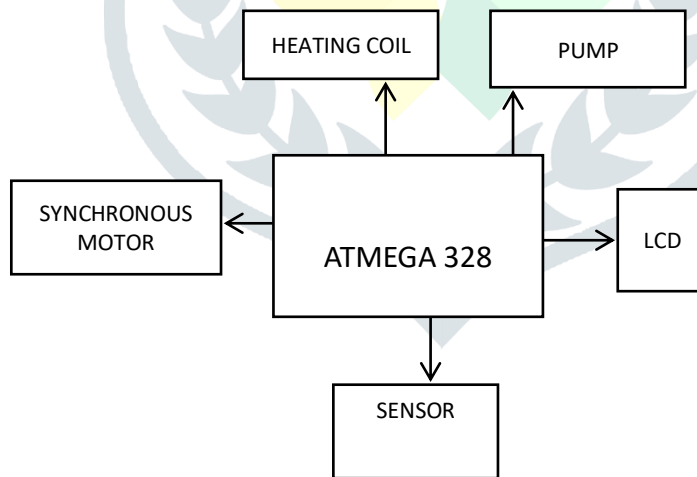 HEATING COIL
PUMP
SYNCHRONOUS
MOTOR
ATMEGA 328
LCD
SENSOR